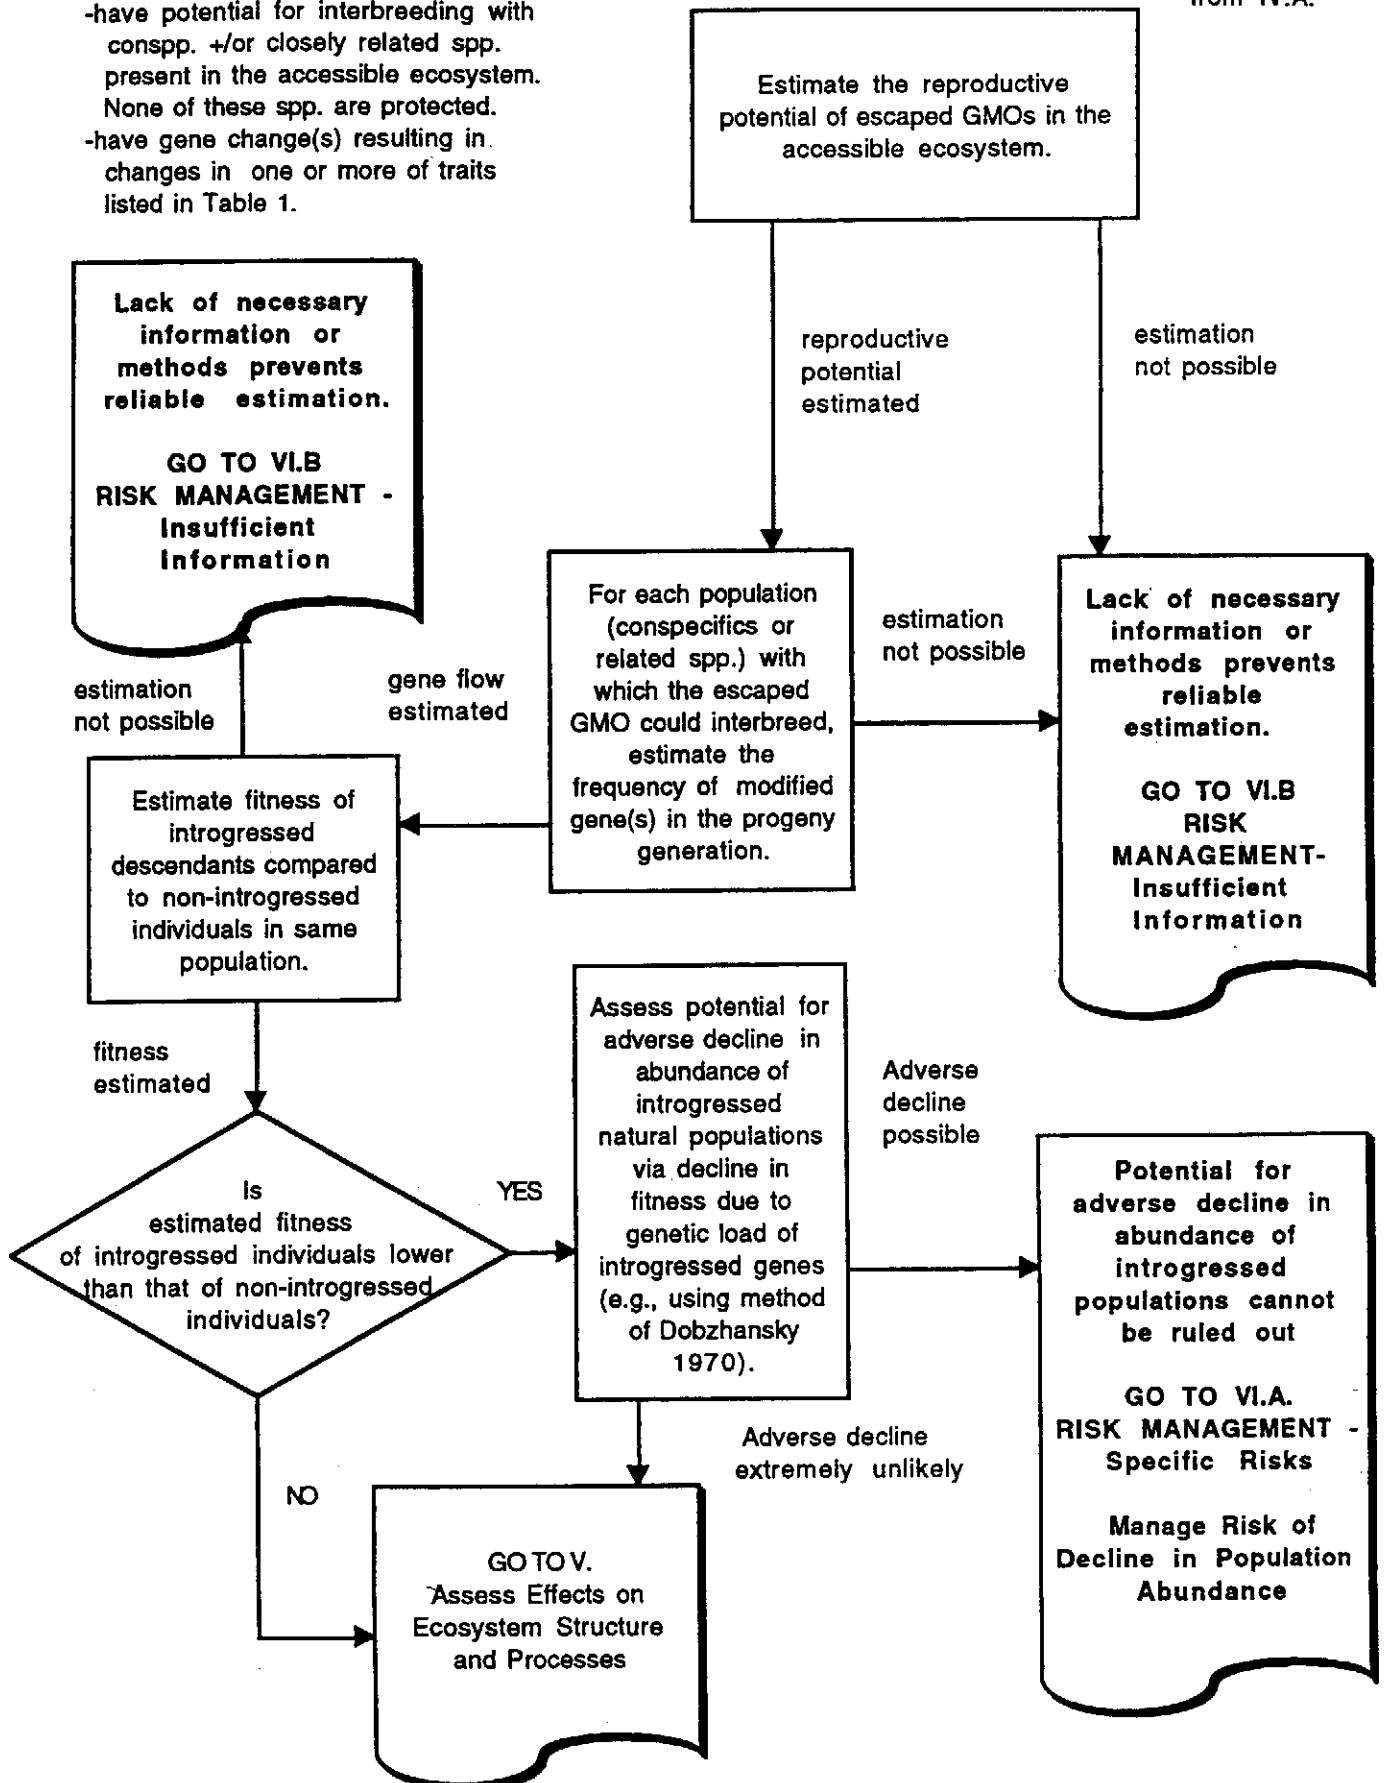 -have potential for interbreeding with
conspp. +/or closely related spp.
present in the accessible ecosystem.
None of these spp. are protected.
-have gene change(s) resulting in
changes in one or more of traits
listed in Table 1.
from IV.A.
Estimate the reproductive
potential of escaped GMOs in the
accessible ecosystem.
Lack of necessary
information or
methods prevents
reliable estimation.
GO TO VI.B
RISK MANAGEMENT -
Insufficient
Information
reproductive
potential
estimated
estimation
not possible
For each population
(conspecifics or
related spp.) with
which the escaped
GMO could interbreed,
estimate the
frequency of modified
gene(s) in the progeny
generation.
estimation
not possible
Lack of necessary
information or
methods prevents
reliable
estimation.
GO TO VI.B
RISK
MANAGEMENT-
Insufficient
Information
estimation
not possible
gene flow
estimated
Estimate fitness of
introgressed
descendants compared
to non-introgressed
individuals in same
population.
fitness
estimated
Is
estimated fitness
of introgressed individuals lower
than that of non-introgressed
individuals?
YES
Assess potential for
adverse decline in
abundance of
introgressed
natural populations
via decline in
fitness due to
genetic load of
introgressed genes
(e.g., using method
of Dobzhansky
1970).
Adverse
decline
possible
Potential for
adverse decline in
abundance of
introgressed
populations cannot
be ruled out
GO TO VI.A.
RISK MANAGEMENT -
Specific Risks
Manage Risk of
Decline in Population
Abundance
Adverse decline
extremely unlikely
NO
GO TO V.
Assess Effects on
Ecosystem Structure
and Processes